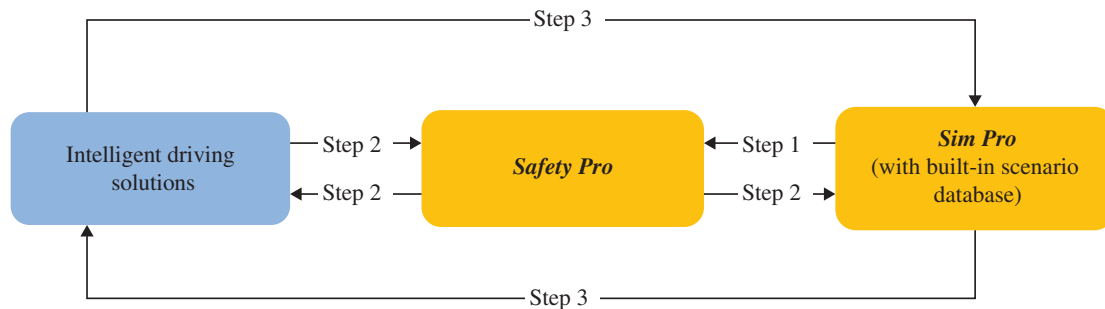 Step 3
Intelligent driving
solutions
Step 2
Step 2
Safety Pro
Step 1
Step 2
Sim Pro
(with built-in scenario
database)
Step 3